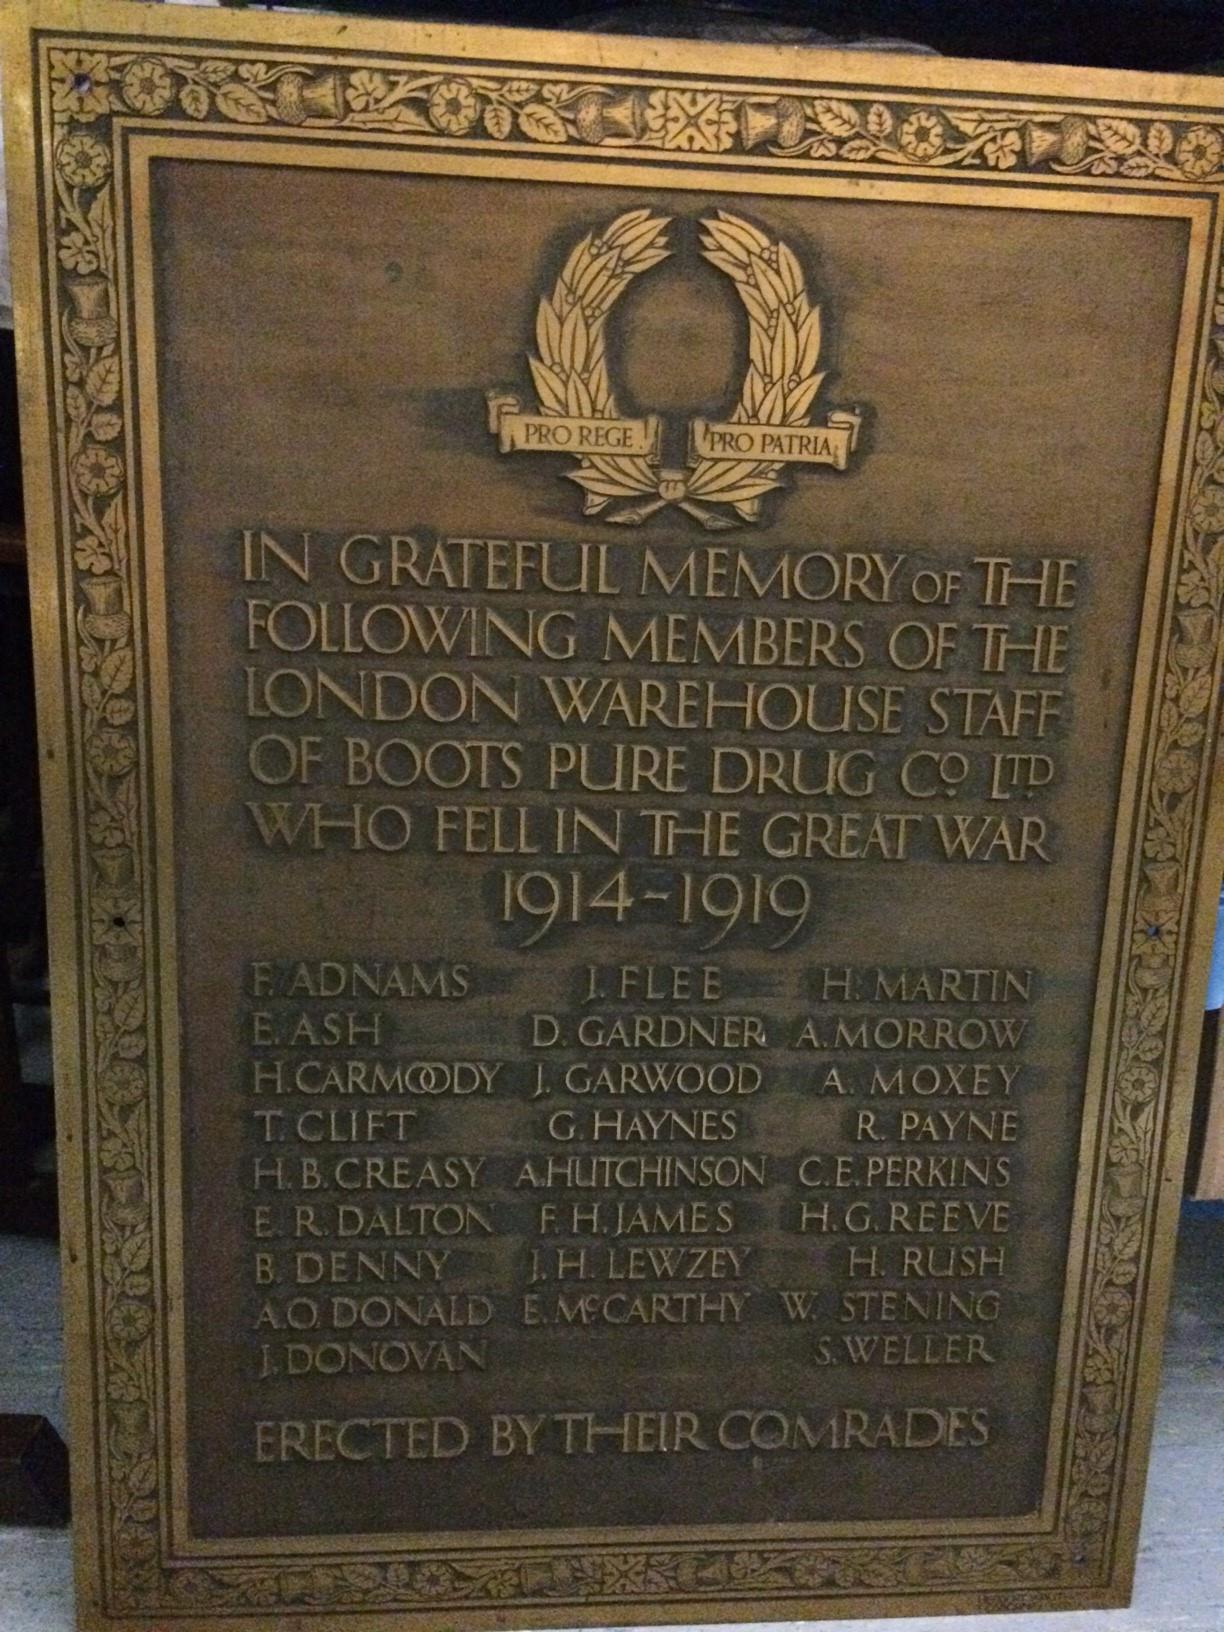 PRO REGE. PRO PATRIA
IN GRATEFUL MEMORY OF THE
FOLLOWING MEMBERS OF THE
LONDON WAREHOUSE STAFF
OF BOOTS PURE DRUG CO LTD
WHO FELL IN THE GREAT WAR
1914-1919
F. ADNAMS J. FLEE H. MARTIN
E. ASH D. GARDNER A. MORROW
H. CARMOODY J. GARWOOD A. MOXEY
T. CLIFT G. HAYNES R. PAYNE
H. B. CREASY A. HUTCHINSON C. E. PERKINS
E. R. DALTON F. H. JAMES H. G. REEVE
B. DENNY J. H. LEWZEY H. RUSH
A. O. DONALD E. McCARTHY W. STENING
J. DONOVAN S. WELLER
ERECTED BY THEIR COMRADES